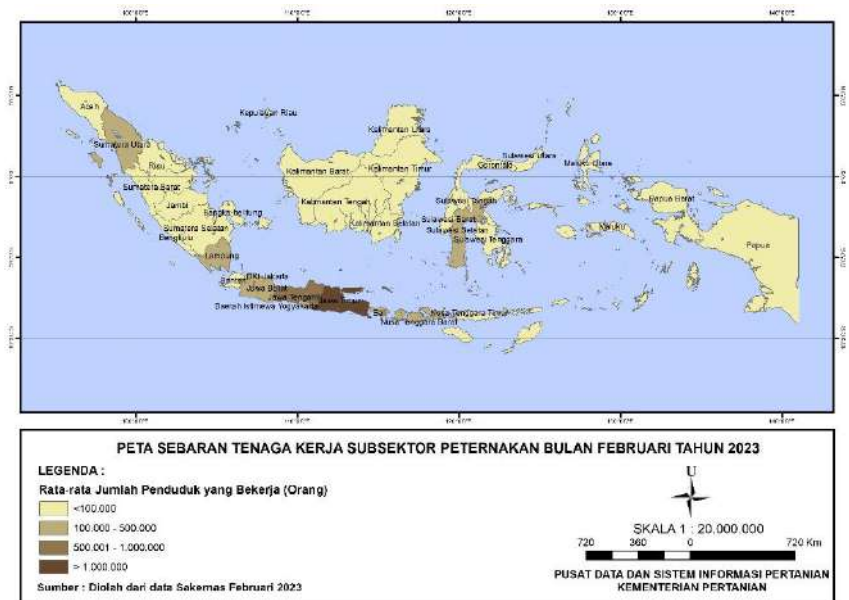 Aceh
Kepulauan Riau
Sumatera Utara
Riau
Sumatera Barat
Jambi
Bangka-belitung
Sumatera Selatan
Bengkulu
Lampung
Kalimantan Utara
Kalimantan Barat
Kalimantan Timur
Kalimantan Tengah
Kalimantan Selatan
Sulawesi Utara
Gorontalo
Maluku Utara
Sulawesi Tengah
Sulawesi Barat
Sulawesi Selatan
Sulawesi Tenggara
Papua Barat
Maluku
Papua
DKI Jakarta
Banten
Jawa Barat
Jawa Tengah
Jawa Timur
Daerah Istimewa Yogyakarta
Bali
Nusa Tenggara Timur
Nusa Tenggara Barat
PETA SEBARAN TENAGA KERJA SUBSEKTOR PETERNAKAN BULAN FEBRUARI TAHUN 2023
LEGENDA :
Rata-rata Jumlah Penduduk yang Bekerja (Orang)
<100.000
100.000 - 500.000
500.001 - 1.000.000
> 1.000.000
Sumber : Diolah dari data Sakernas Februari 2023
U
SKALA 1 : 20.000.000
720 360 0 720 Km
PUSAT DATA DAN SISTEM INFORMASI PERTANIAN
KEMENTERIAN PERTANIAN